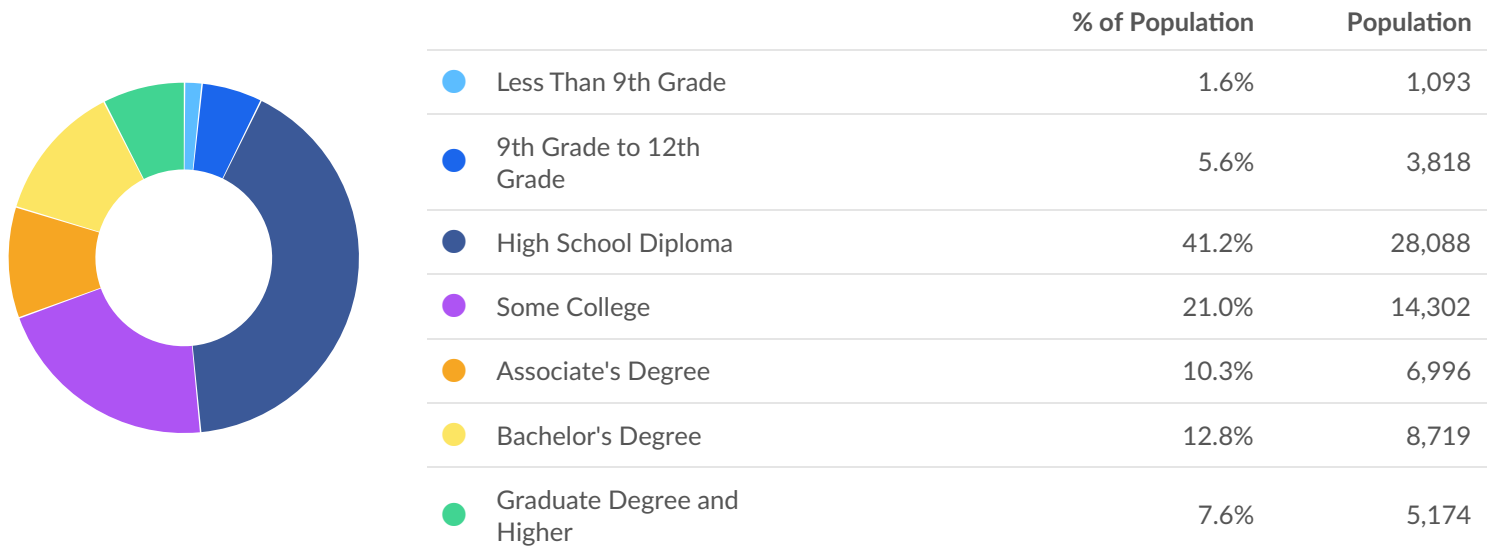 % of Population Population
Less Than 9th Grade 1.6% 1,093
9th Grade to 12th
Grade 5.6% 3,818
High School Diploma 41.2% 28,088
Some College 21.0% 14,302
Associate's Degree 10.3% 6,996
Bachelor's Degree 12.8% 8,719
Graduate Degree and
Higher 7.6% 5,174